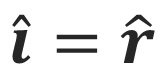 î = r̂